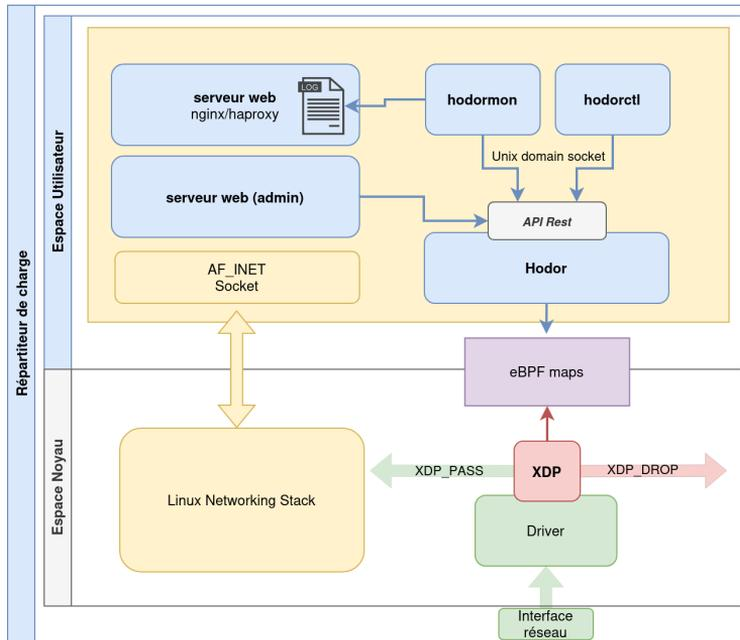 Répartiteur de charge
Espace Utilisateur
serveur web
nginx/haproxy
LOG
hodormon
hodorctl
Unix domain socket
serveur web (admin)
API Rest
Hodor
AF_INET
Socket
eBPF maps
Espace Noyau
Linux Networking Stack
XDP_PASS
XDP
XDP_DROP
Driver
Interface
réseau